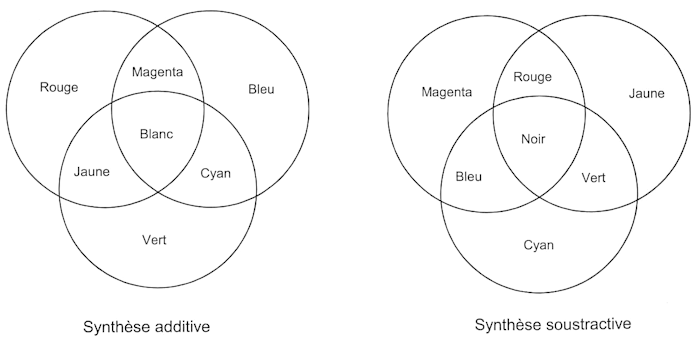 Rouge
Magenta
Bleu
Blanc
Jaune
Cyan
Vert
Synthèse additive
Magenta
Rouge
Jaune
Noir
Bleu
Vert
Cyan
Synthèse soustractive